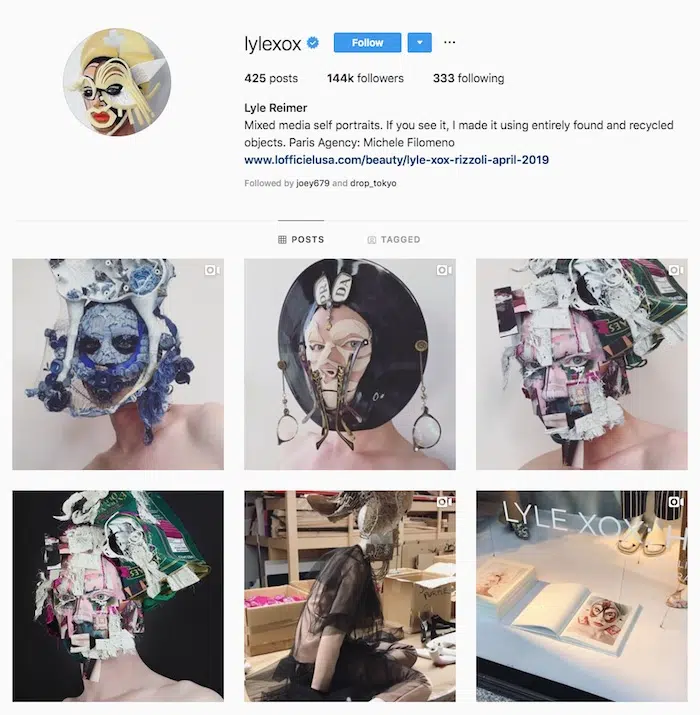 lylexox Follow
425 posts 144k followers 333 following
Lyle Reimer
Mixed media self portraits. If you see it, I made it using entirely found and recycled
objects. Paris Agency: Michele Filomeno
www.lofficielusa.com/beauty/lyle-xox-rizzoli-april-2019
Followed by joey679 and drop_tokyo
POSTS TAGGED
LYLE XOX